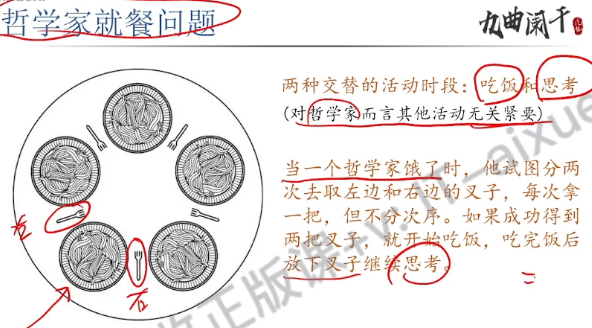 哲学家就餐问题
九曲阑干
两种交替的活动时段：吃饭和思考
(对哲学家而言其他活动无关紧要)
当一个哲学家饿了时，他试图分两
次去取左边和右边的叉子，每次拿
一把，但不分次序。如果成功得到
两把叉子，就开始吃饭，吃完饭后
放下叉子继续思考。
左
右